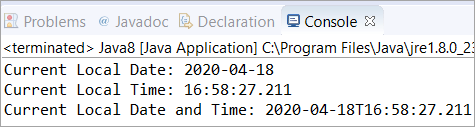 Problems @ Javadoc Declaration Console
<terminated> Java8 [Java Application] C:\Program Files\Java\jre1.8.0_23
Current Local Date: 2020-04-18
Current Local Time: 16:58:27.211
Current Local Date and Time: 2020-04-18T16:58:27.211